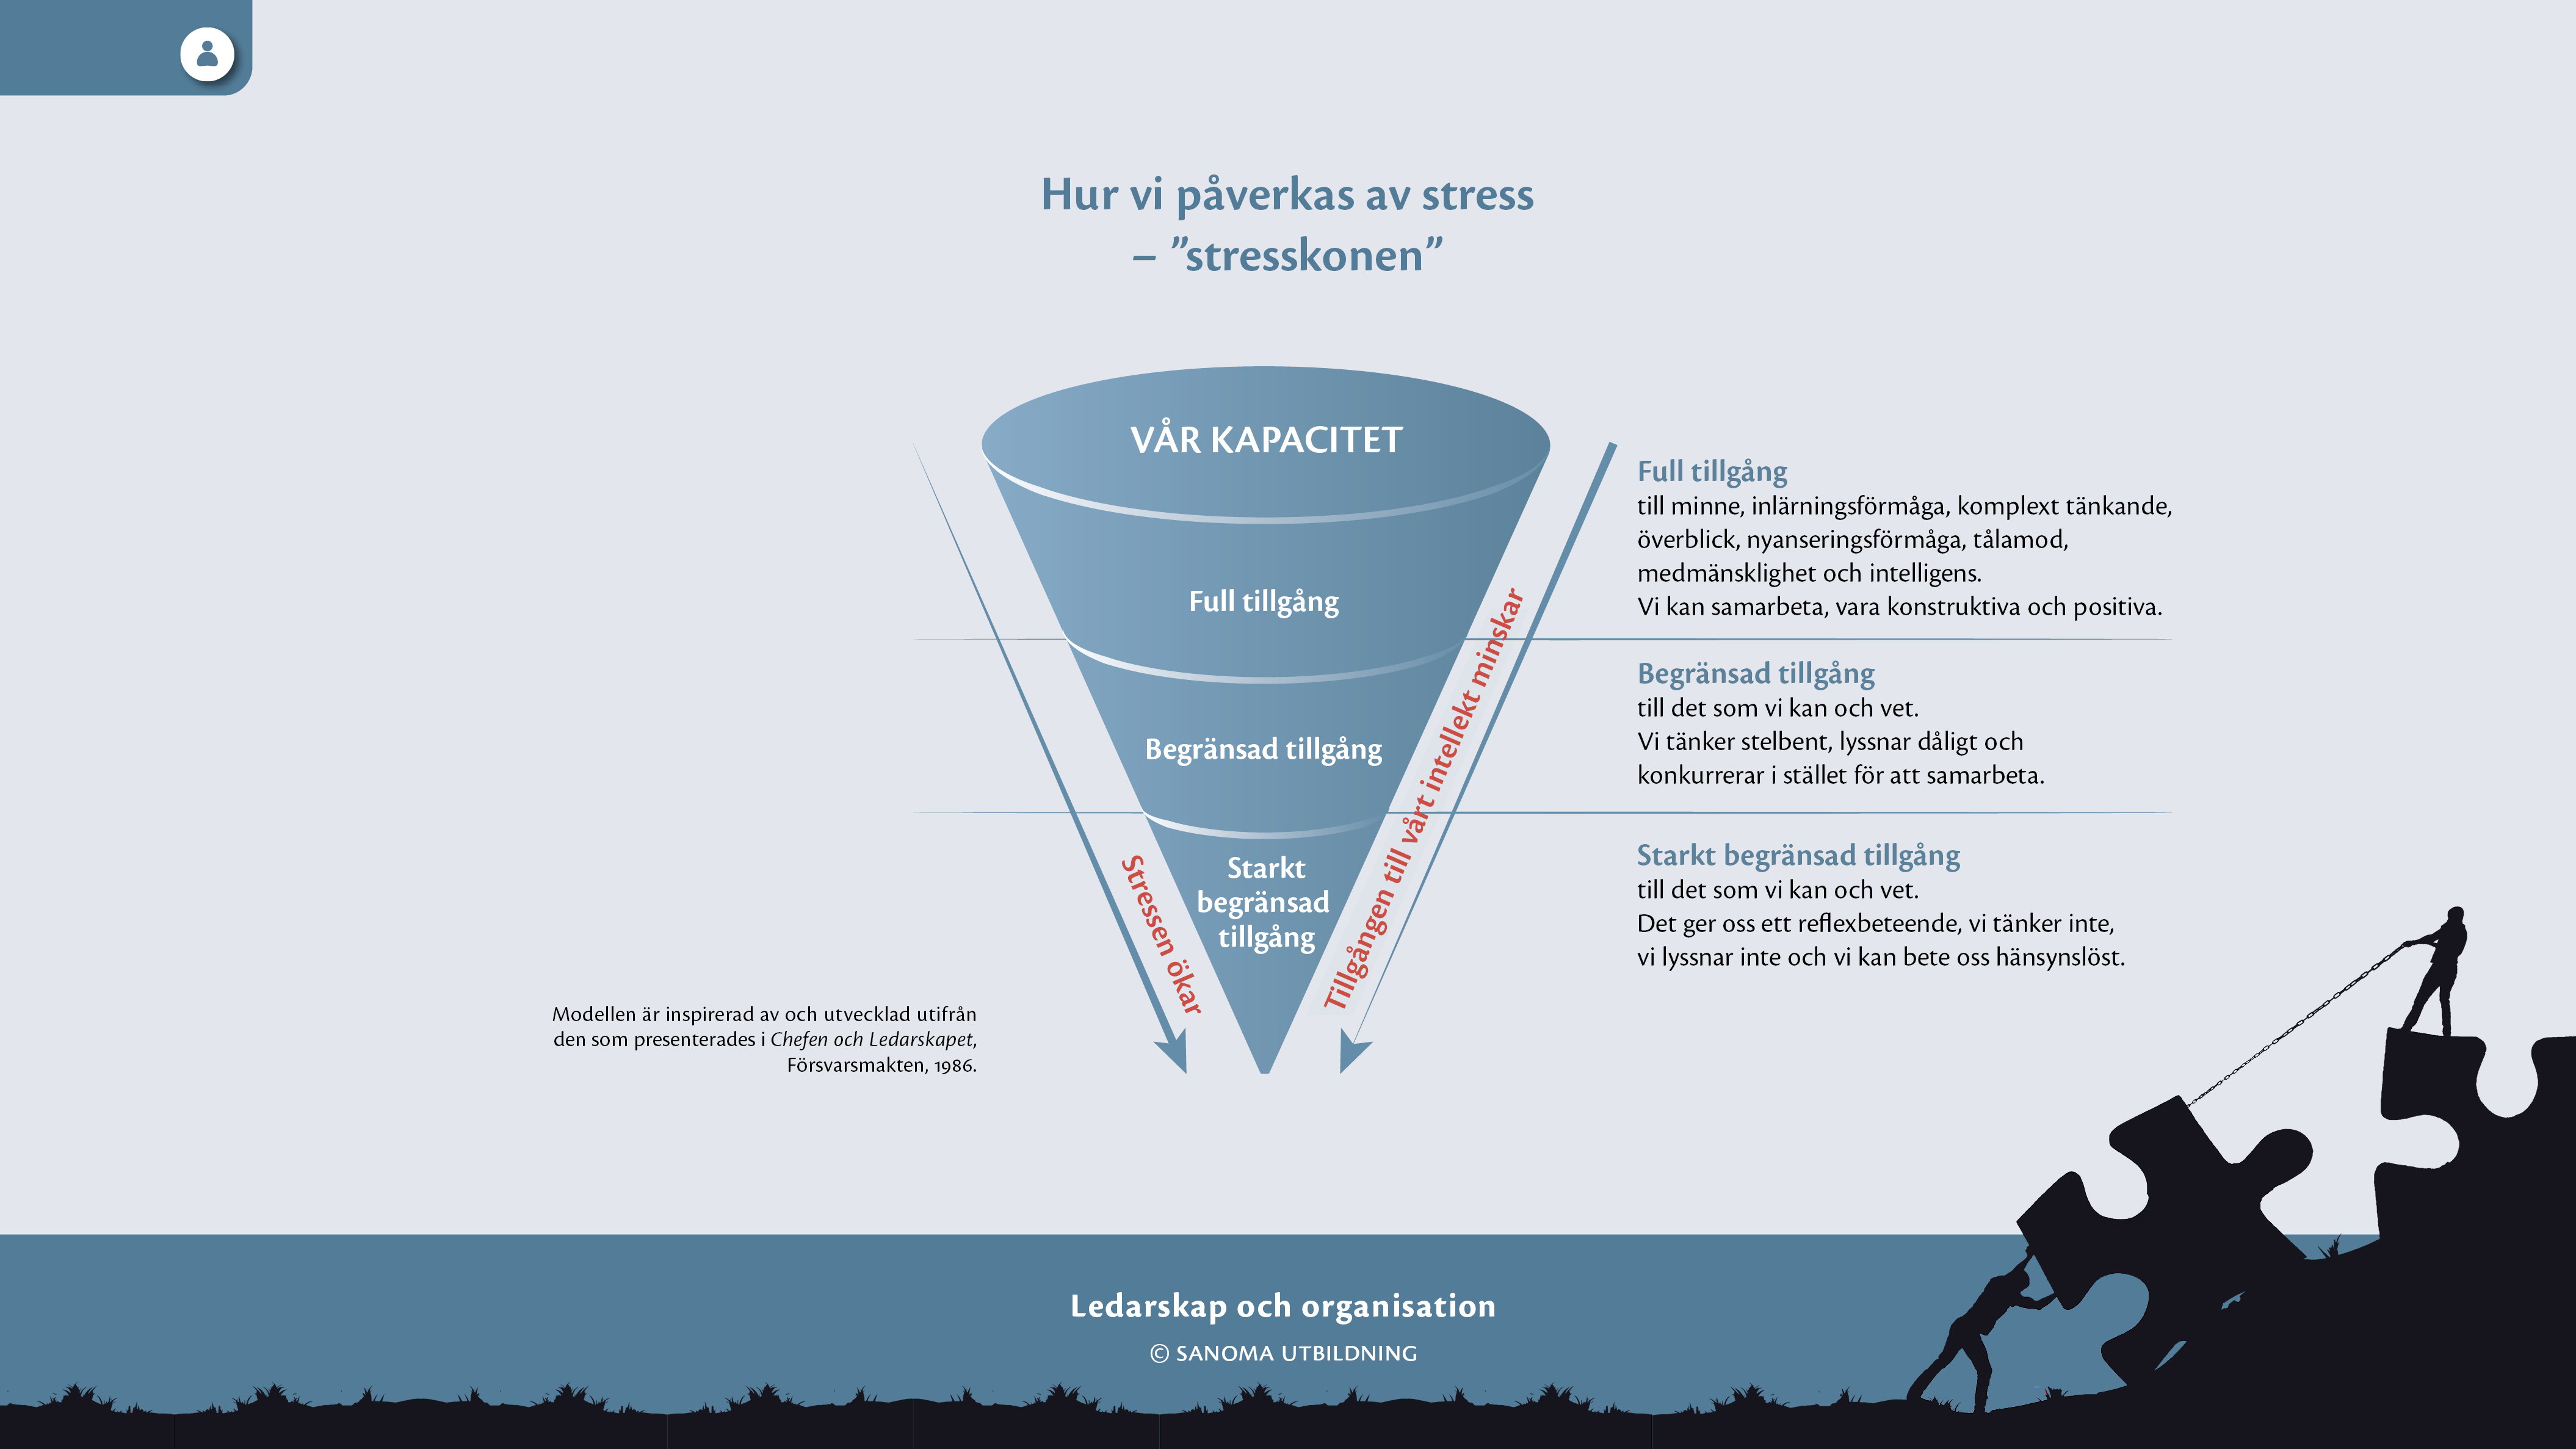 Hur vi påverkas av stress
– ”stresskonen”
VÅR KAPACITET
Full tillgång
Begränsad tillgång
Starkt
begränsad
tillgång
Stressen ökar
Tillgången till vårt intellekt minskar
Full tillgång
till minne, inlärningsförmåga, komplext tänkande,
överblick, nyanseringsförmåga, tålamod,
medmänsklighet och intelligens.
Vi kan samarbeta, vara konstruktiva och positiva.
Begränsad tillgång
till det som vi kan och vet.
Vi tänker stelbent, lyssnar dåligt och
konkurrerar i stället för att samarbeta.
Starkt begränsad tillgång
till det som vi kan och vet.
Det ger oss ett reflexbeteende, vi tänker inte,
vi lyssnar inte och vi kan bete oss hänsynslöst.
Modellen är inspirerad av och utvecklad utifrån
den som presenterades i Chefen och Ledarskapet,
Försvarsmakten, 1986.
Ledarskap och organisation
© SANOMA UTBILDNING